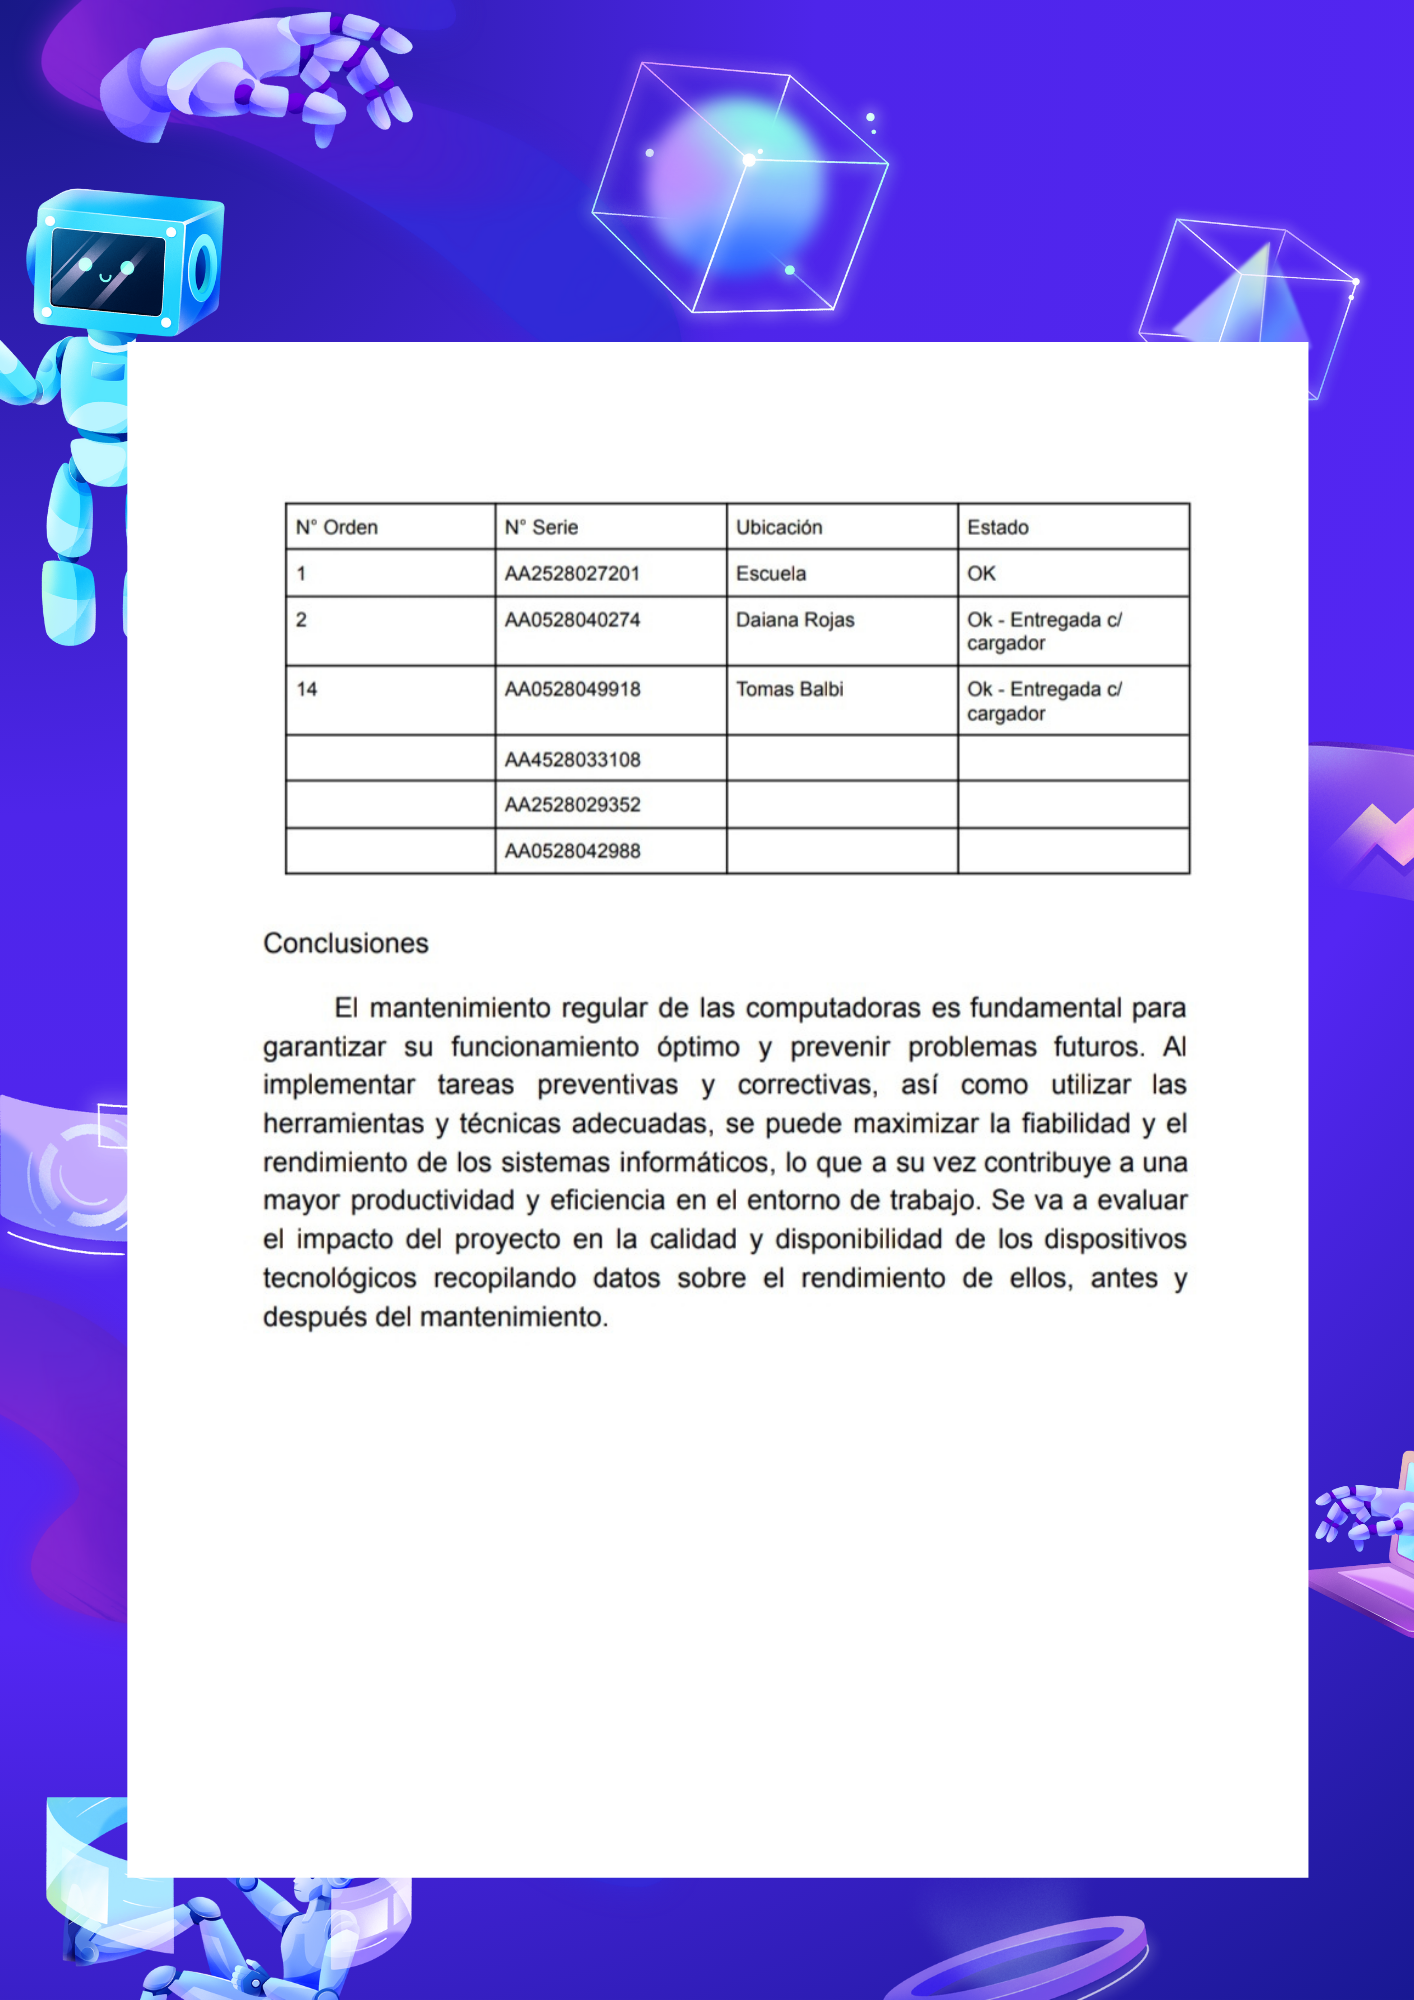 N° Orden N° Serie Ubicación Estado
1 AA2528027201 Escuela OK
2 AA0528040274 Daiana Rojas Ok - Entregada c/
cargador
14 AA0528049918 Tomas Balbi Ok - Entregada c/
cargador
AA4528033108
AA2528029352
AA0528042988
Conclusiones
El mantenimiento regular de las computadoras es fundamental para
garantizar su funcionamiento óptimo y prevenir problemas futuros. Al
implementar tareas preventivas y correctivas, así como utilizar las
herramientas y técnicas adecuadas, se puede maximizar la fiabilidad y el
rendimiento de los sistemas informáticos, lo que a su vez contribuye a una
mayor productividad y eficiencia en el entorno de trabajo. Se va a evaluar
el impacto del proyecto en la calidad y disponibilidad de los dispositivos
tecnológicos recopilando datos sobre el rendimiento de ellos, antes y
después del mantenimiento.